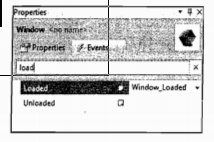 Properties
Window <no name>
Properties Events
load
Loaded Window_Loaded
Unloaded